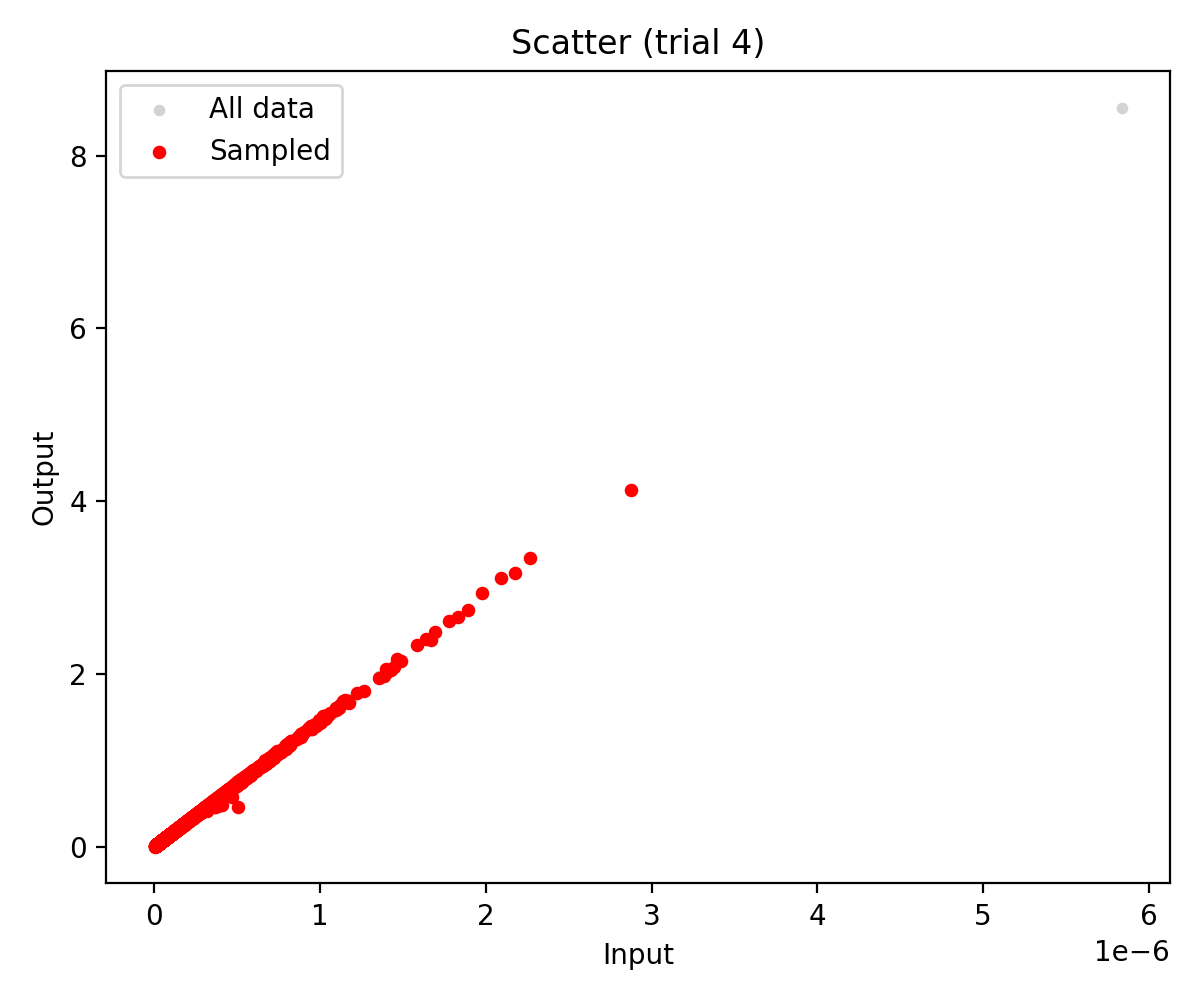 Scatter (trial 4)
All data
Sampled
8
6
4
2
0
Output
0 1 2 3 4 5 6
1e−6
Input